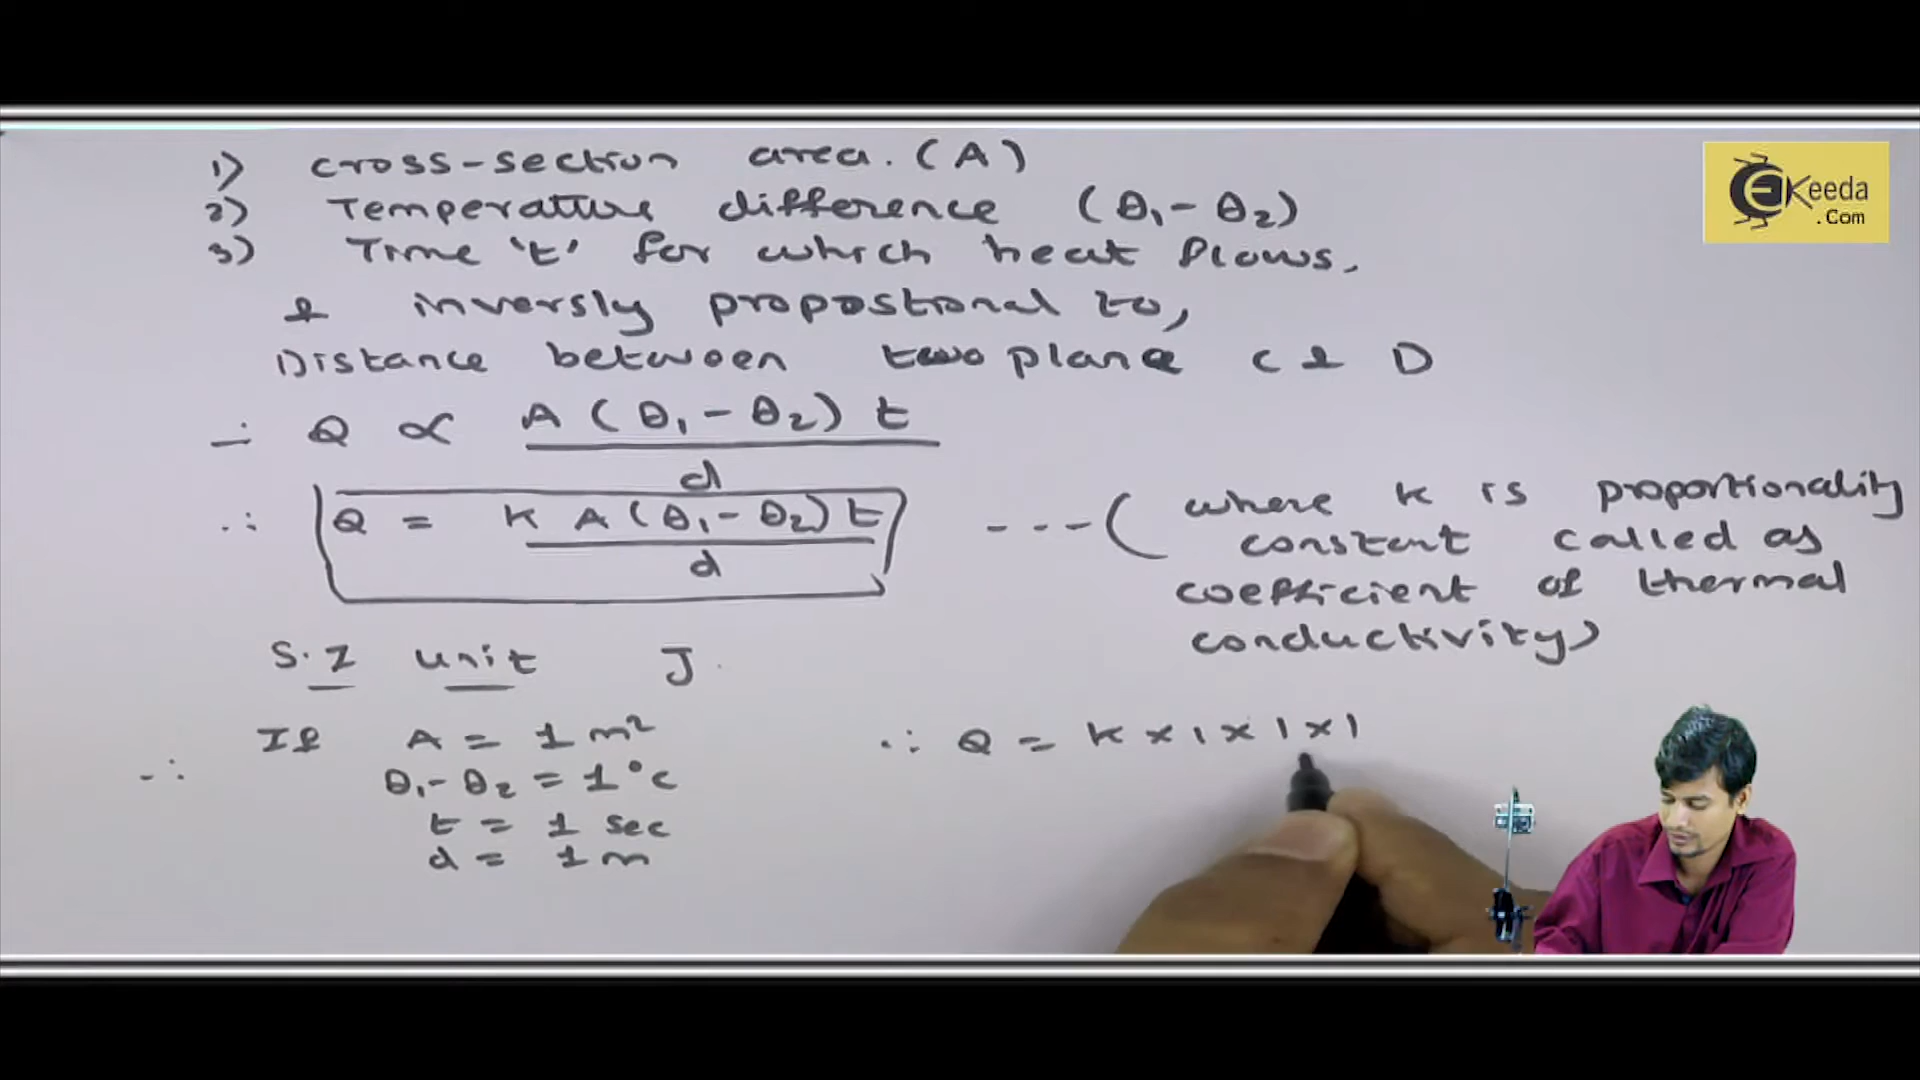 1) cross-section area. (A)
2) Temperature difference (θ₁ - θ₂)
3) Time 't' for which heat flows.
& inversly propostional to,
Distance between two plane C & D
∴ Q ∝ A (θ₁ - θ₂) t
d
∴ Q = K A (θ₁ - θ₂) t
d
---( where K is proportionality
constant called as
coefficient of thermal
conductivity)
S.I unit J.
∴ If A = 1 m²
θ₁ - θ₂ = 1°c
t = 1 sec
d = 1 m
∴ Q = K × 1 × 1 × 1
EKeeda
.Com